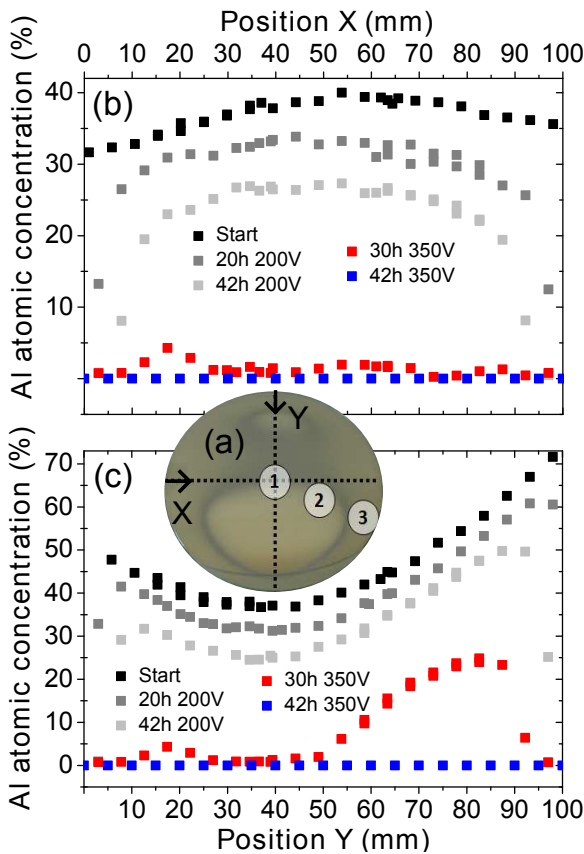 Position X (mm)
0 10 20 30 40 50 60 70 80 90 100
Al atomic concentration (%)
40
30
20
10
0
(b)
Start
20h 200V
42h 200V
30h 350V
42h 350V
(a)
Y
X
1
2
3
Al atomic concentration (%)
70
60
50
40
30
20
10
0
(c)
Start
20h 200V
42h 200V
30h 350V
42h 350V
10 20 30 40 50 60 70 80 90 100
Position Y (mm)